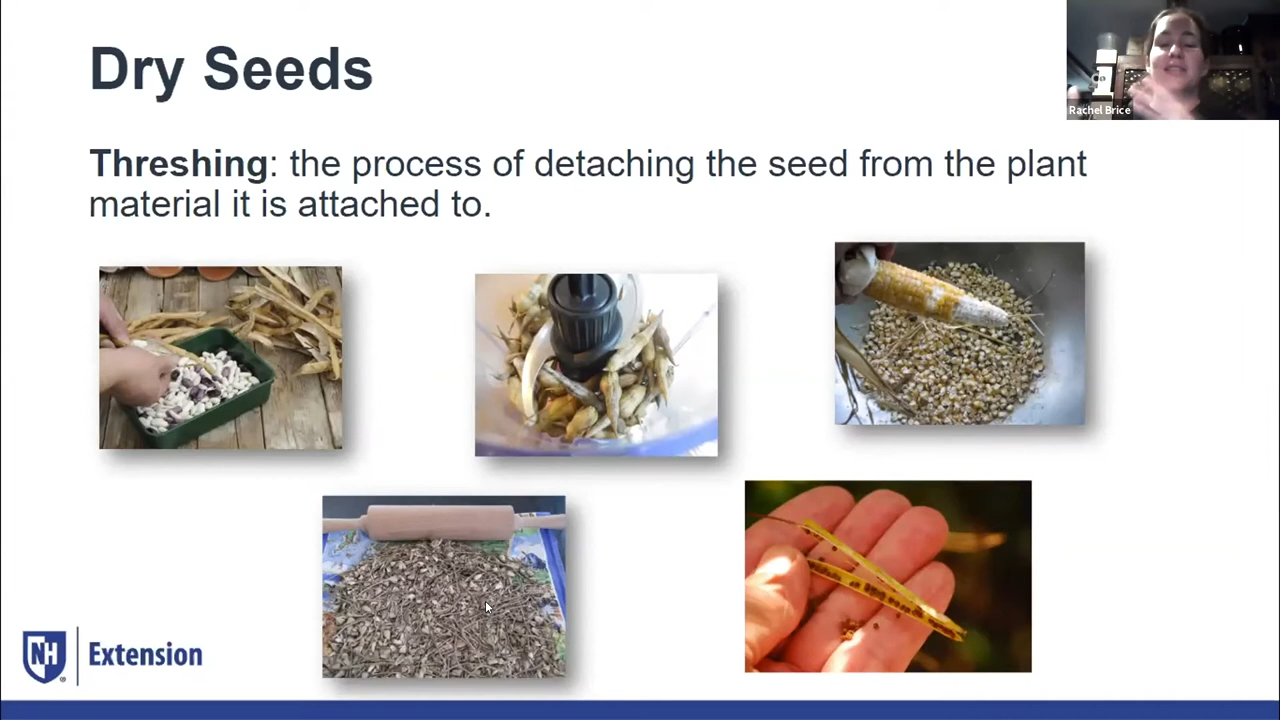 Dry Seeds
Rachel Brice
Threshing: the process of detaching the seed from the plant
material it is attached to.
NH
Extension